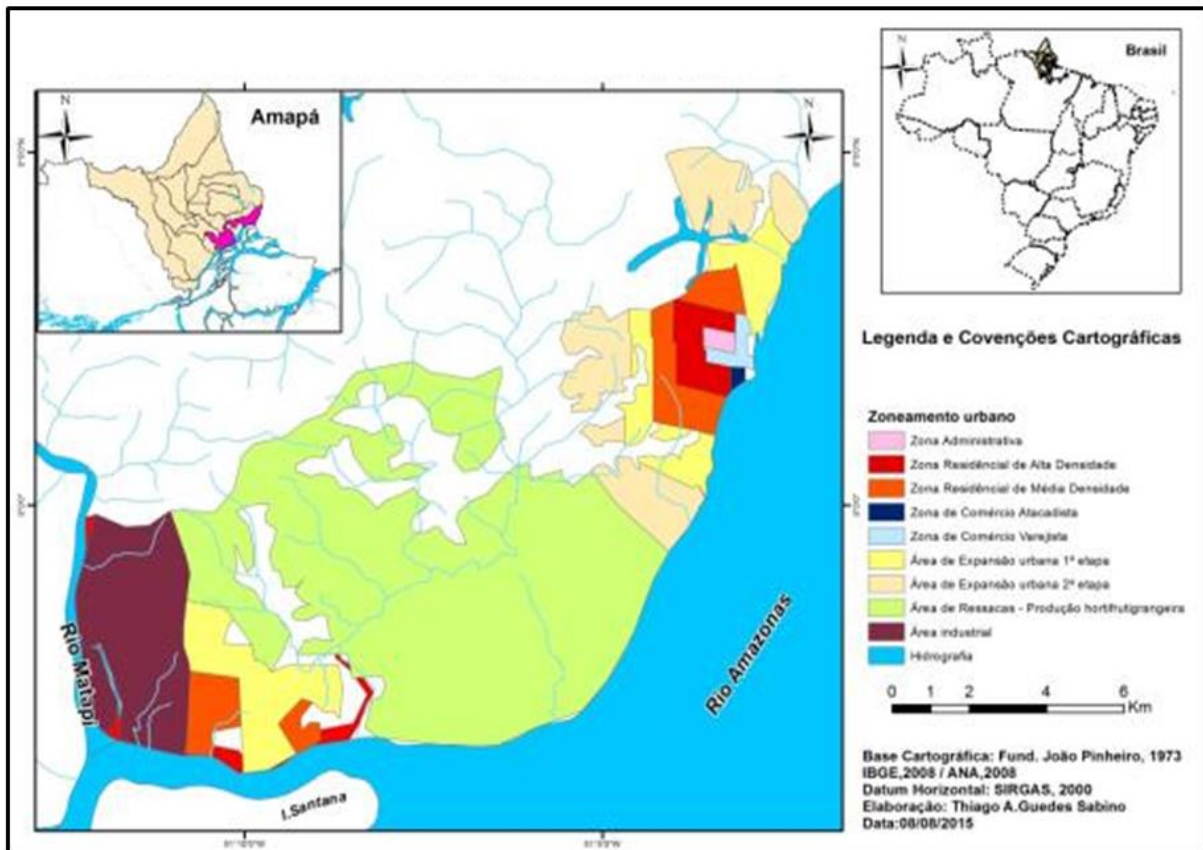 N
Amapá
N
N
Brasil
Rio Matapi
Rio Amazonas
I.Santana
Legenda e Covenções Cartográficas
Zoneamento urbano
Zona Administrativa
Zona Residêncial de Alta Densidade
Zona Residêncial de Média Densidade
Zona de Comércio Atacadista
Zona de Comércio Varejista
Área de Expansão urbana 1ª etapa
Área de Expansão urbana 2ª etapa
Área de Ressacas - Produção hortifrutigrangeira
Área industrial
Hidrografia
0 1 2 4 6
Km
Base Cartográfica: Fund. João Pinheiro, 1973
IBGE,2008 / ANA,2008
Datum Horizontal: SIRGAS, 2000
Elaboração: Thiago A.Guedes Sabino
Data:08/08/2015